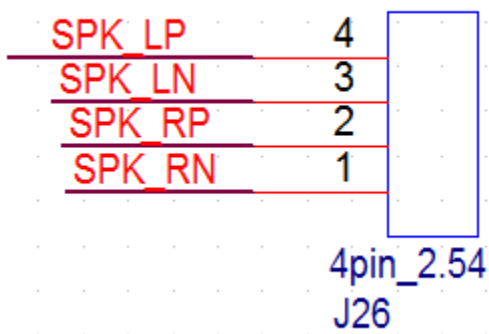 SPK_LP 4
SPK_LN 3
SPK_RP 2
SPK_RN 1
4pin_2.54
J26